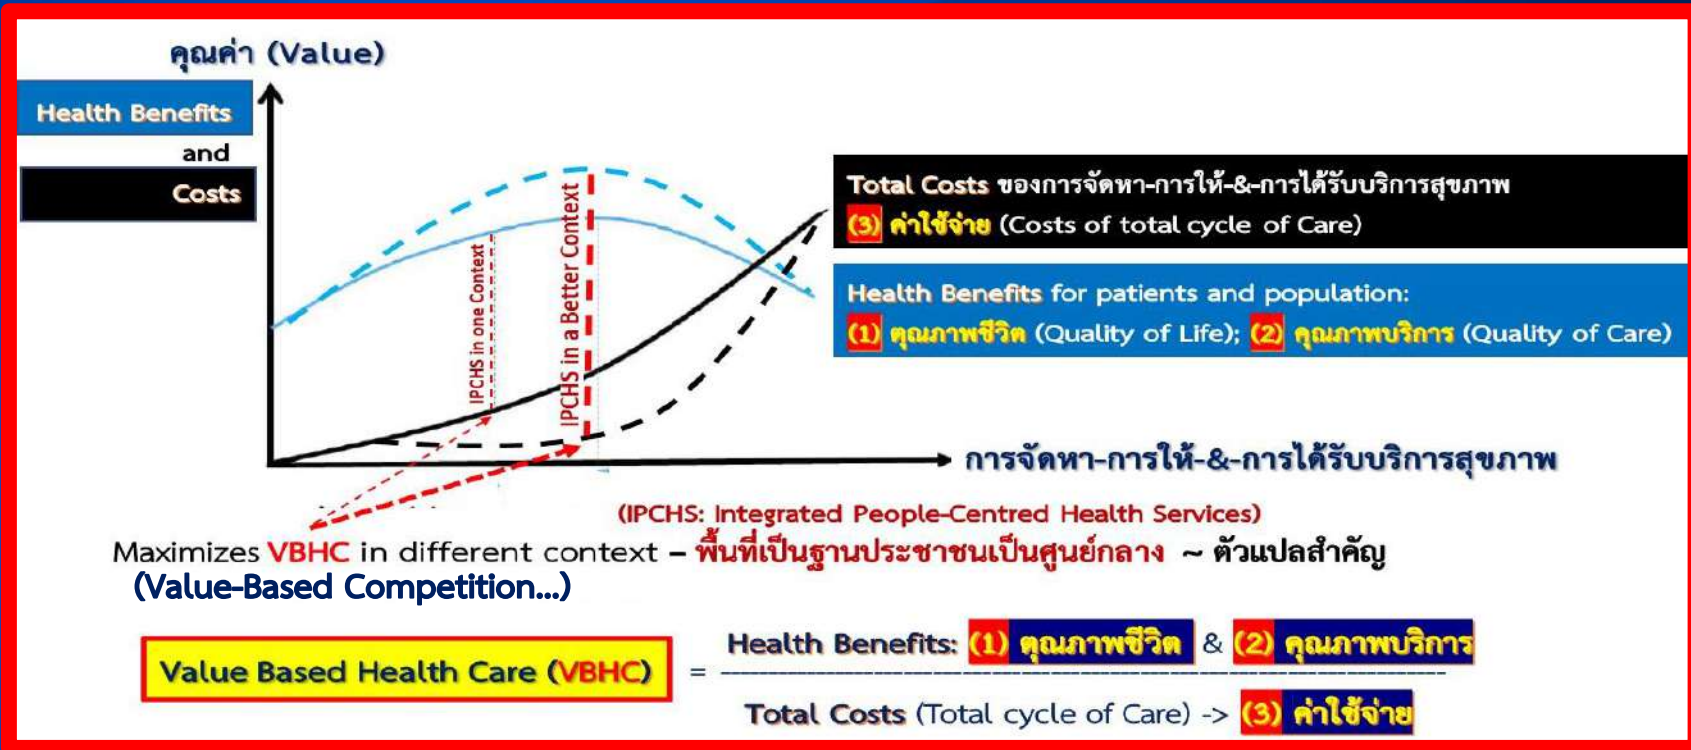 คุณค่า (Value)
Health Benefits
and
Costs
IPCHS in one Context
IPCHS in a Better Context
Total Costs ของการจัดหา-การให้-&-การได้รับบริการสุขภาพ
(3) ค่าใช้จ่าย (Costs of total cycle of Care)
Health Benefits for patients and population:
(1) ตุณภาพชีวิต (Quality of Life); (2) คุณภาพบริการ (Quality of Care)
การจัดหา-การให้-&-การได้รับบริการสุขภาพ
(IPCHS: Integrated People-Centred Health Services)
Maximizes VBHC in different context – พื้นที่เป็นฐานประชาชนเป็นศูนย์กลาง ~ ตัวแปลสำคัญ
(Value-Based Competition...)
Health Benefits: (1) ตุณภาพชีวิต & (2) คุณภาพบริการ
Value Based Health Care (VBHC) =
Total Costs (Total cycle of Care) -> (3) ค่าใช้จ่าย